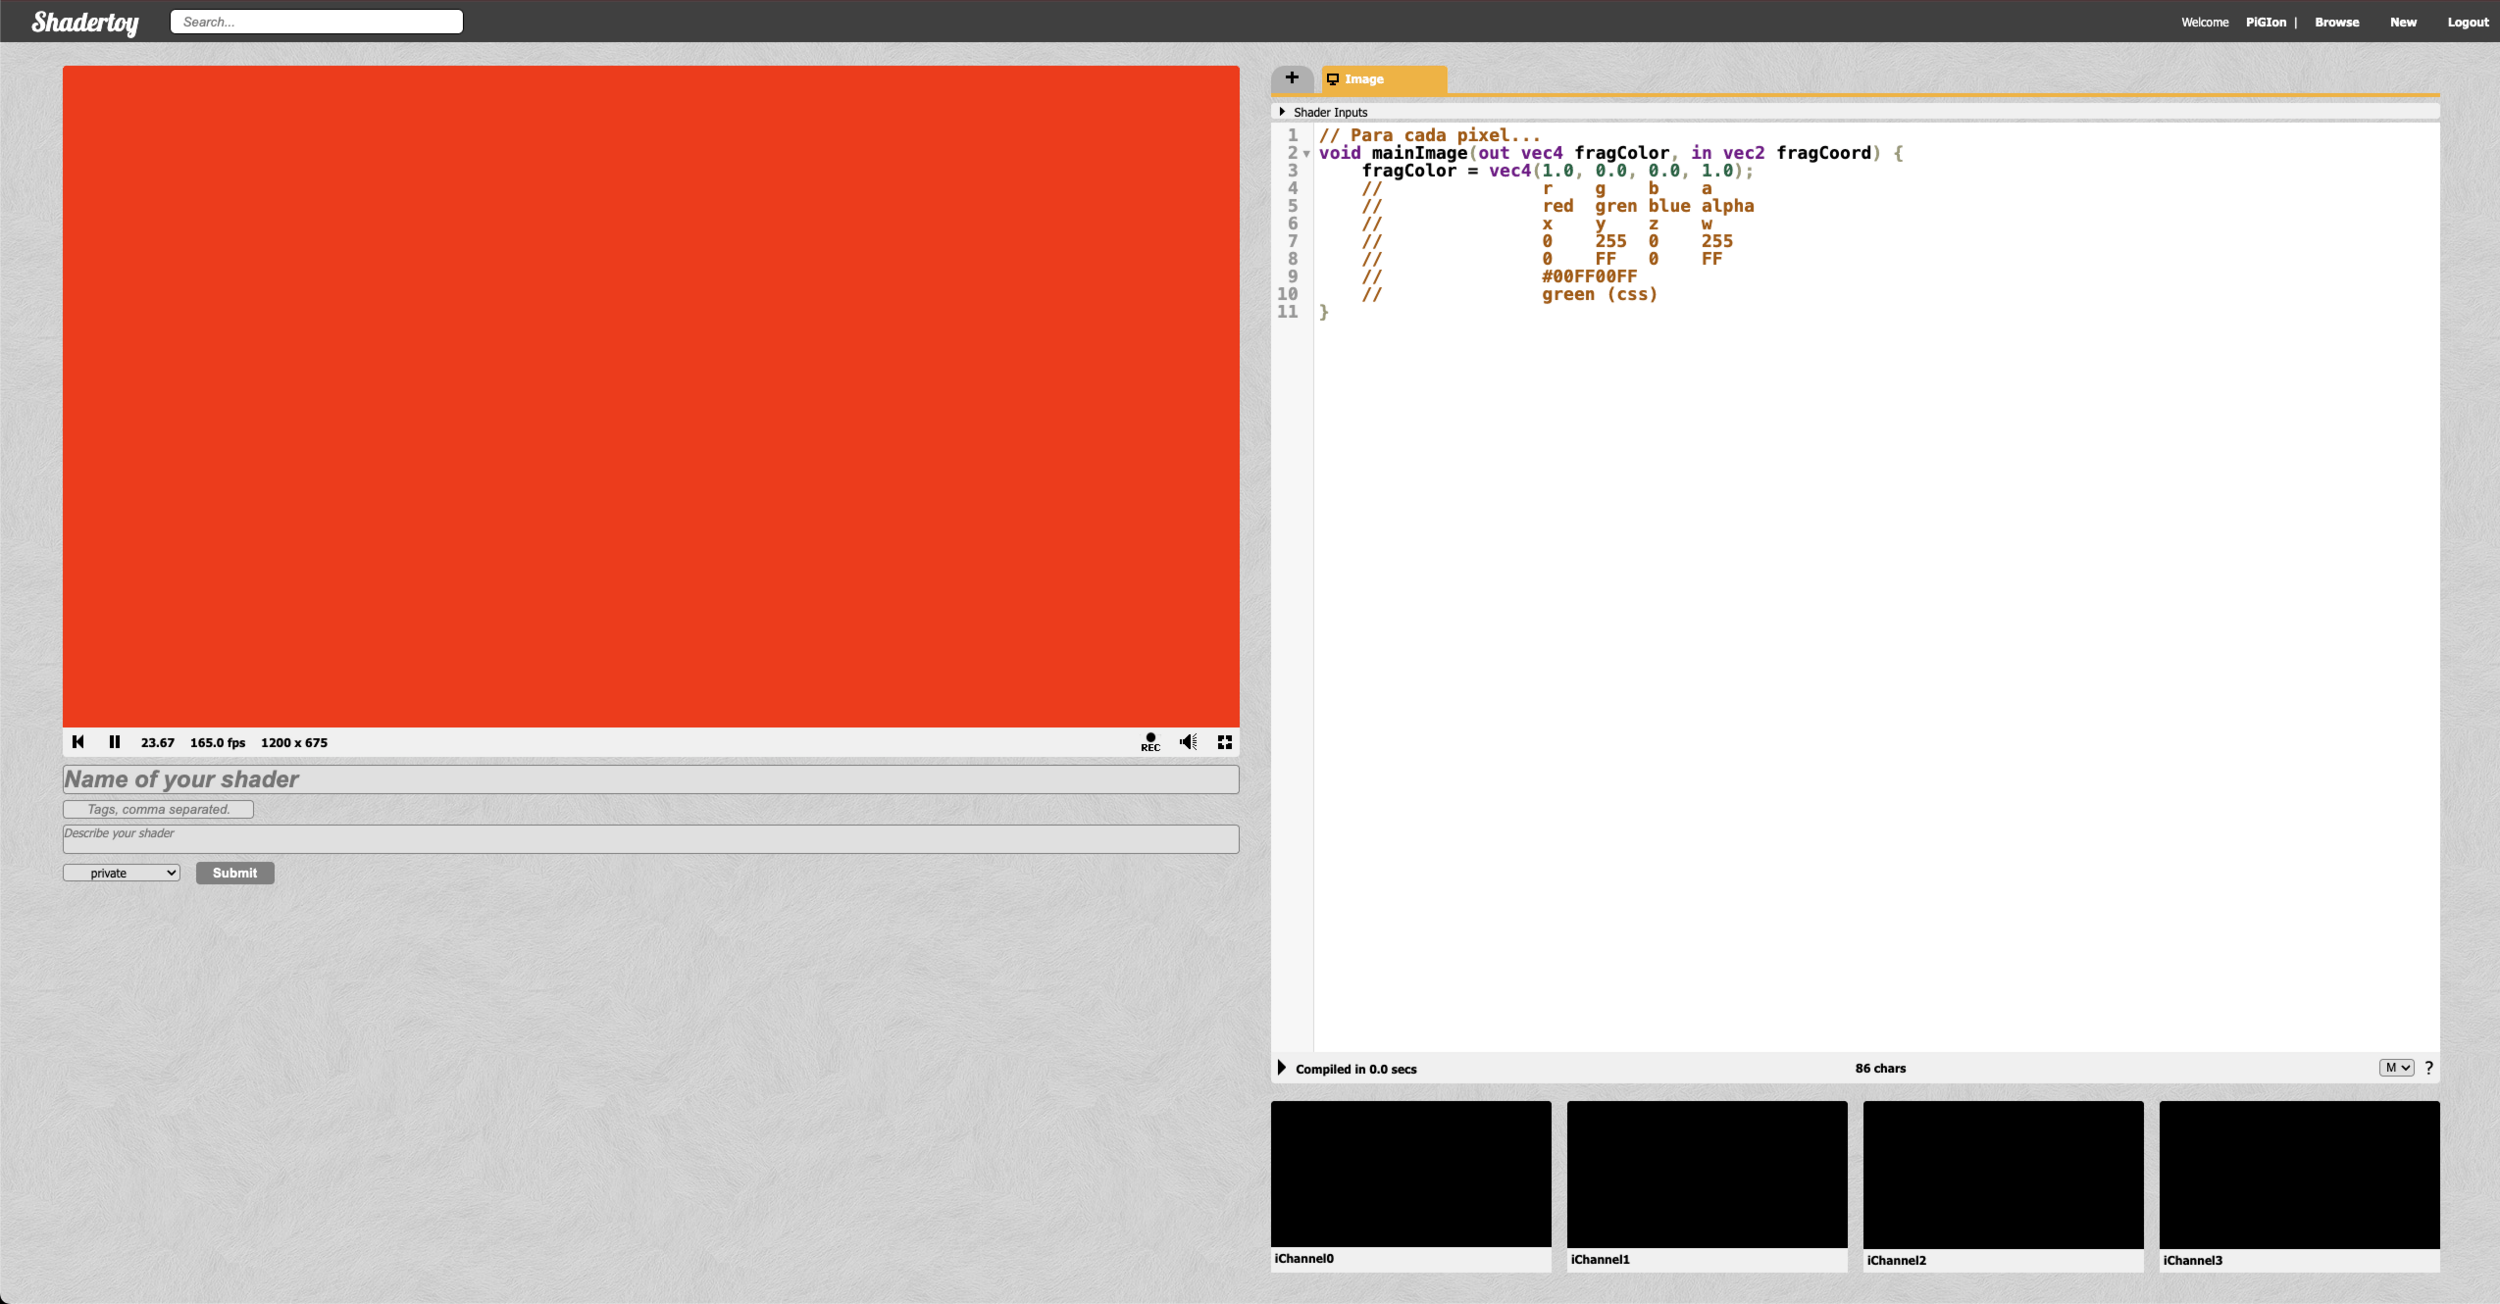 Shadertoy
Search...
Welcome PiGIon | Browse New Logout
23.67 165.0 fps 1200 x 675
REC
Name of your shader
Tags, comma separated.
Describe your shader
private
Submit
+ Image
Shader Inputs
1 // Para cada pixel...
2 void mainImage(out vec4 fragColor, in vec2 fragCoord) {
3 fragColor = vec4(1.0, 0.0, 0.0, 1.0);
4 // r g b a
5 // red gren blue alpha
6 // x y z w
7 // 0 255 0 255
8 // 0 FF 0 FF
9 // #00FF00FF
10 // green (css)
11 }
Compiled in 0.0 secs 86 chars M ?
iChannel0 iChannel1 iChannel2 iChannel3